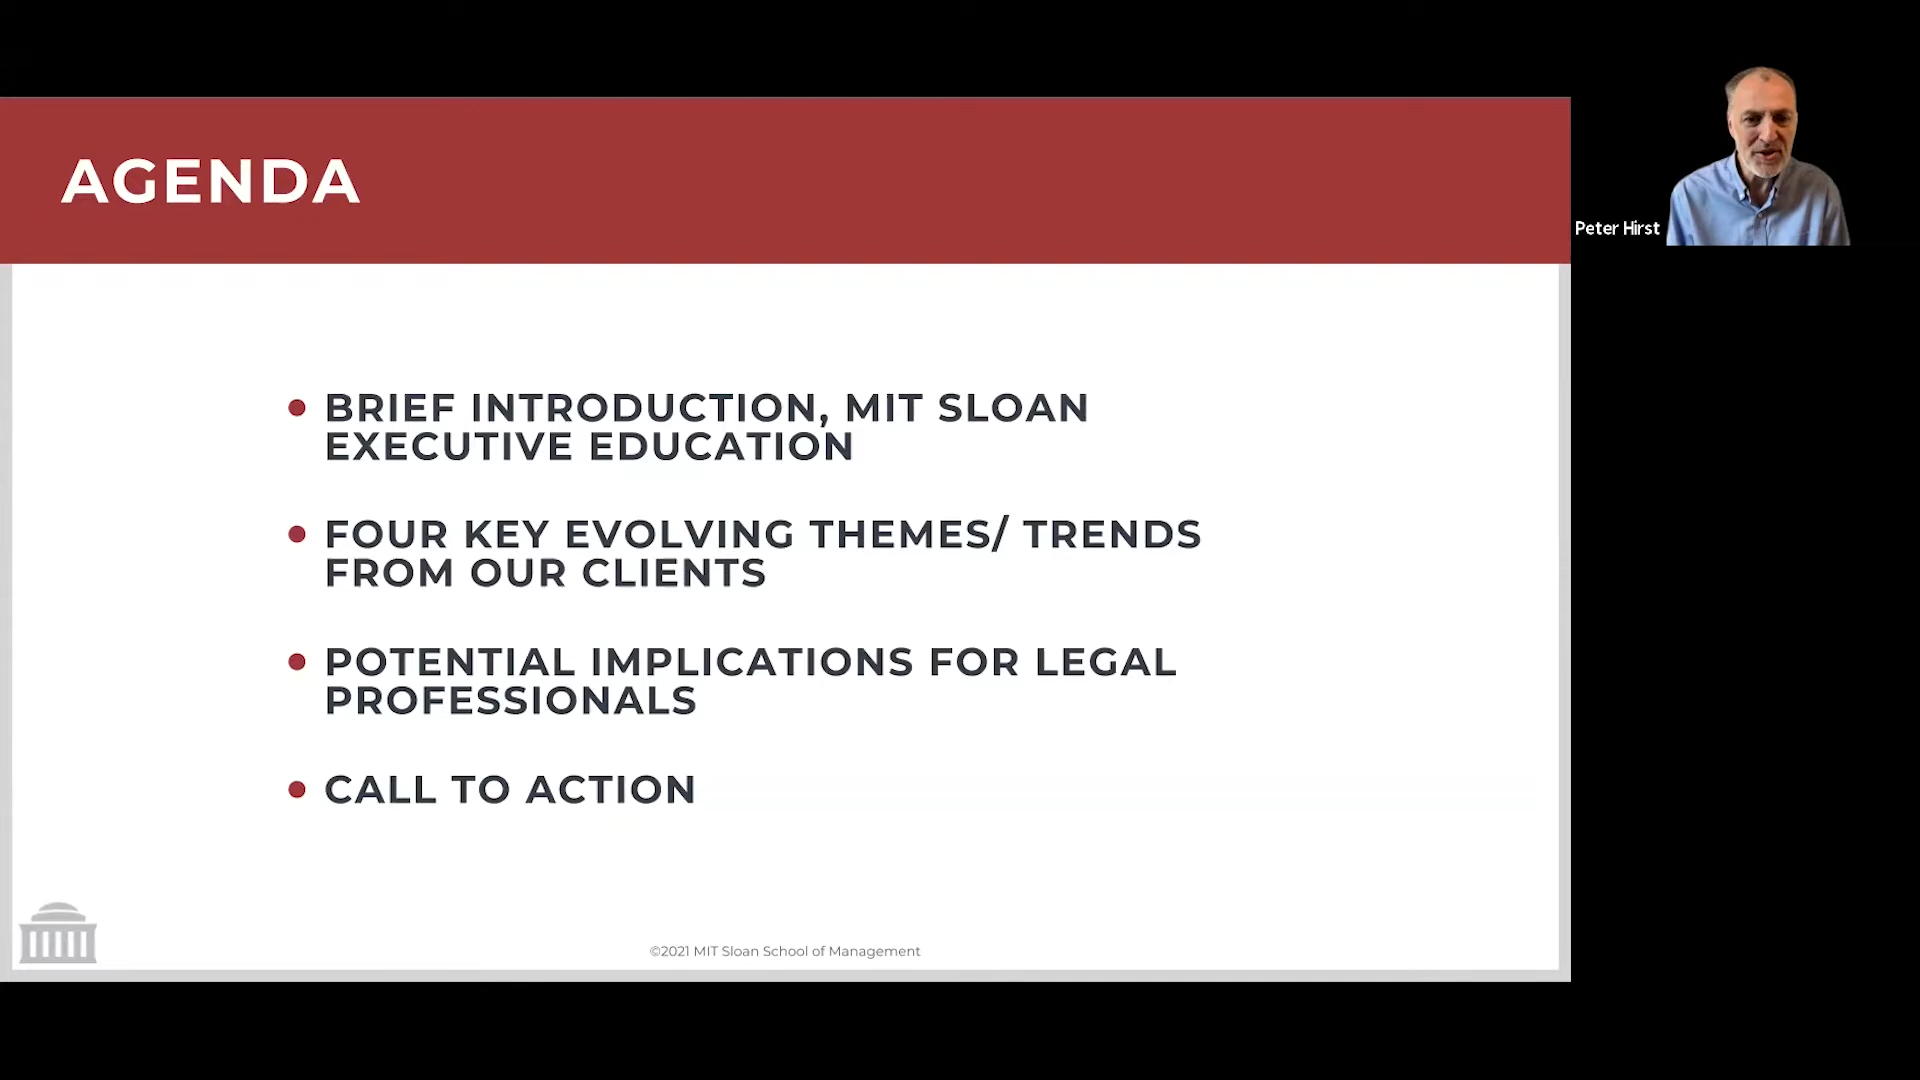 AGENDA
Peter Hirst
BRIEF INTRODUCTION, MIT SLOAN
EXECUTIVE EDUCATION
FOUR KEY EVOLVING THEMES/ TRENDS
FROM OUR CLIENTS
POTENTIAL IMPLICATIONS FOR LEGAL
PROFESSIONALS
CALL TO ACTION
©2021 MIT Sloan School of Management